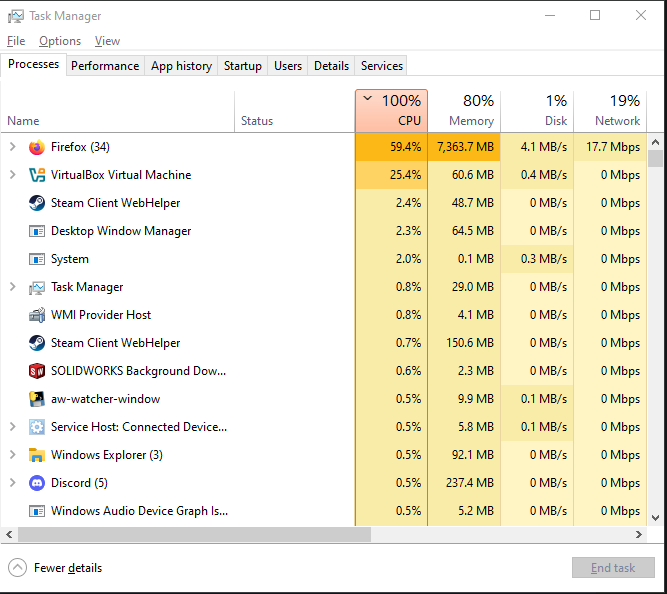 Task Manager
File Options View
Processes Performance App history Startup Users Details Services
100% 80% 1% 19%
Name Status CPU Memory Disk Network
Firefox (34) 59.4% 7,363.7 MB 4.1 MB/s 17.7 Mbps
VirtualBox Virtual Machine 25.4% 60.6 MB 0.4 MB/s 0 Mbps
Steam Client WebHelper 2.4% 48.7 MB 0 MB/s 0 Mbps
Desktop Window Manager 2.3% 64.5 MB 0 MB/s 0 Mbps
System 2.0% 0.1 MB 0.3 MB/s 0 Mbps
Task Manager 0.8% 29.0 MB 0 MB/s 0 Mbps
WMI Provider Host 0.8% 4.1 MB 0 MB/s 0 Mbps
Steam Client WebHelper 0.7% 150.6 MB 0 MB/s 0 Mbps
SOLIDWORKS Background Dow... 0.6% 2.3 MB 0 MB/s 0 Mbps
aw-watcher-window 0.5% 9.9 MB 0.1 MB/s 0 Mbps
Service Host: Connected Device... 0.5% 5.8 MB 0.1 MB/s 0 Mbps
Windows Explorer (3) 0.5% 92.1 MB 0 MB/s 0 Mbps
Discord (5) 0.5% 237.4 MB 0 MB/s 0 Mbps
Windows Audio Device Graph Is... 0.5% 5.2 MB 0 MB/s 0 Mbps
Fewer details End task